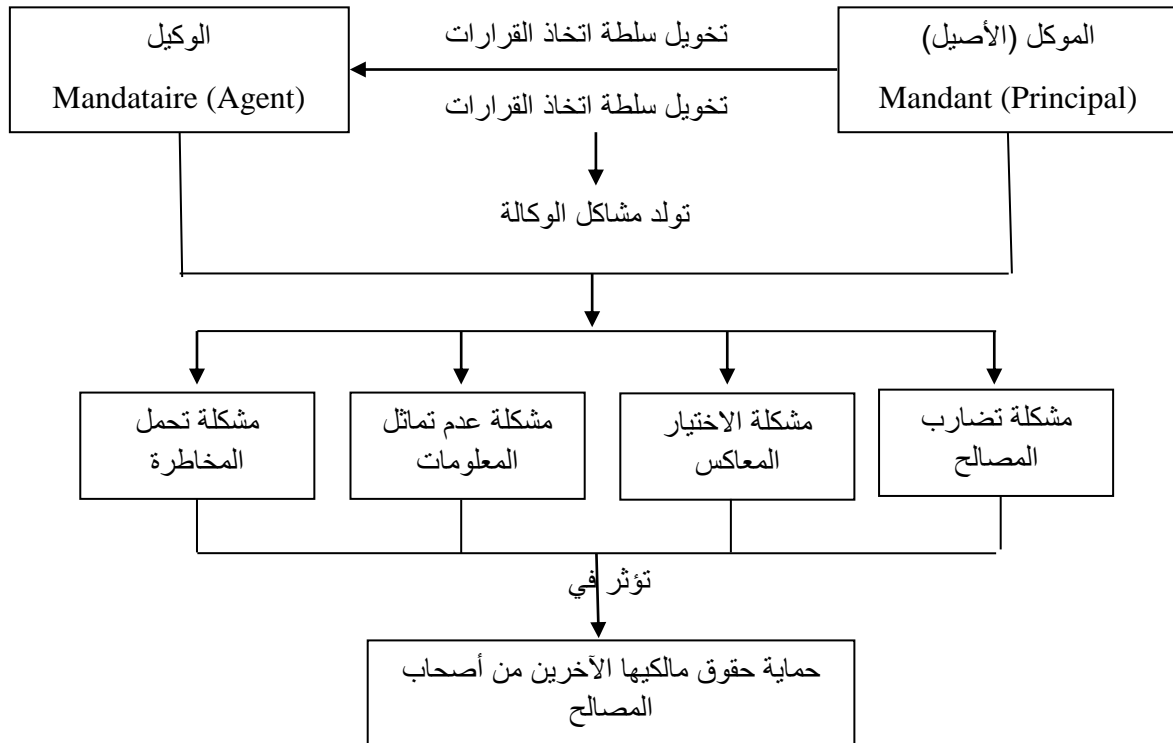 الموكل (الأصيل)
Mandant (Principal)
تخويل سلطة اتخاذ القرارات
تخويل سلطة اتخاذ القرارات
الوكيل
Mandataire (Agent)
تولد مشاكل الوكالة
مشكلة تضارب
المصالح
مشكلة الاختيار
المعاكس
مشكلة عدم تماثل
المعلومات
مشكلة تحمل
المخاطرة
تؤثر في
حماية حقوق مالكيها الآخرين من أصحاب
المصالح